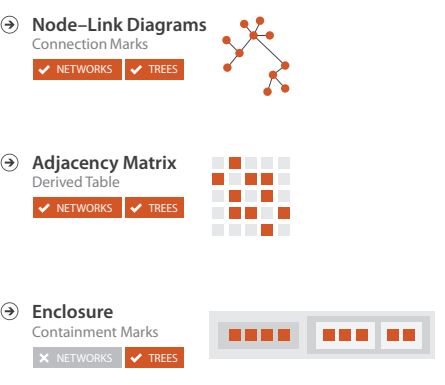 Node–Link Diagrams
Connection Marks
NETWORKS TREES
Adjacency Matrix
Derived Table
NETWORKS TREES
Enclosure
Containment Marks
NETWORKS TREES